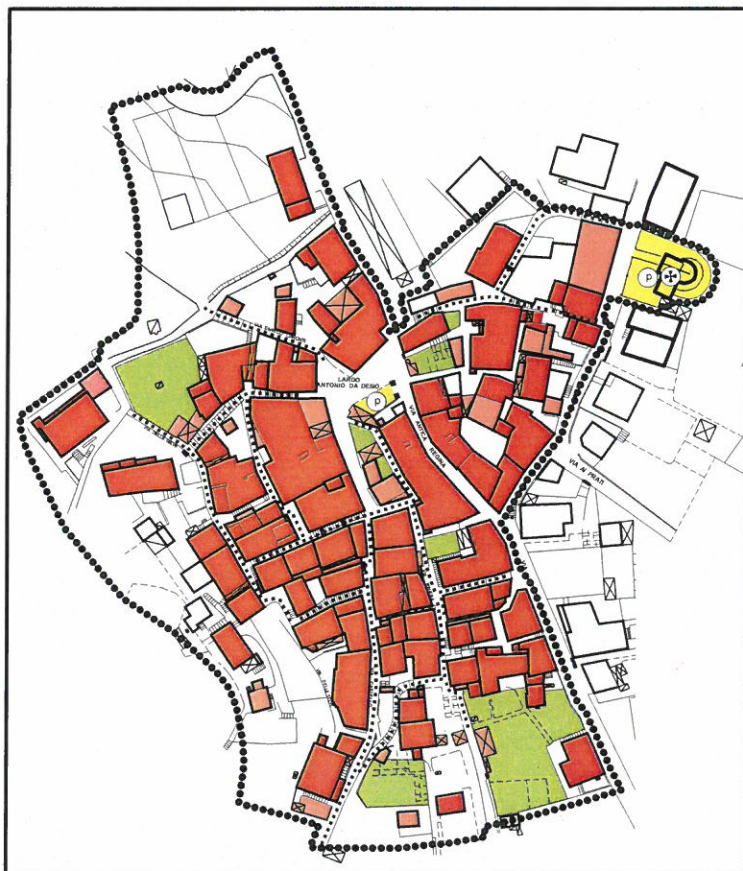 P
LARGO
ANTONIO DA DESIO
P
VIA ANTICA REGINA
VIA AI PRATI